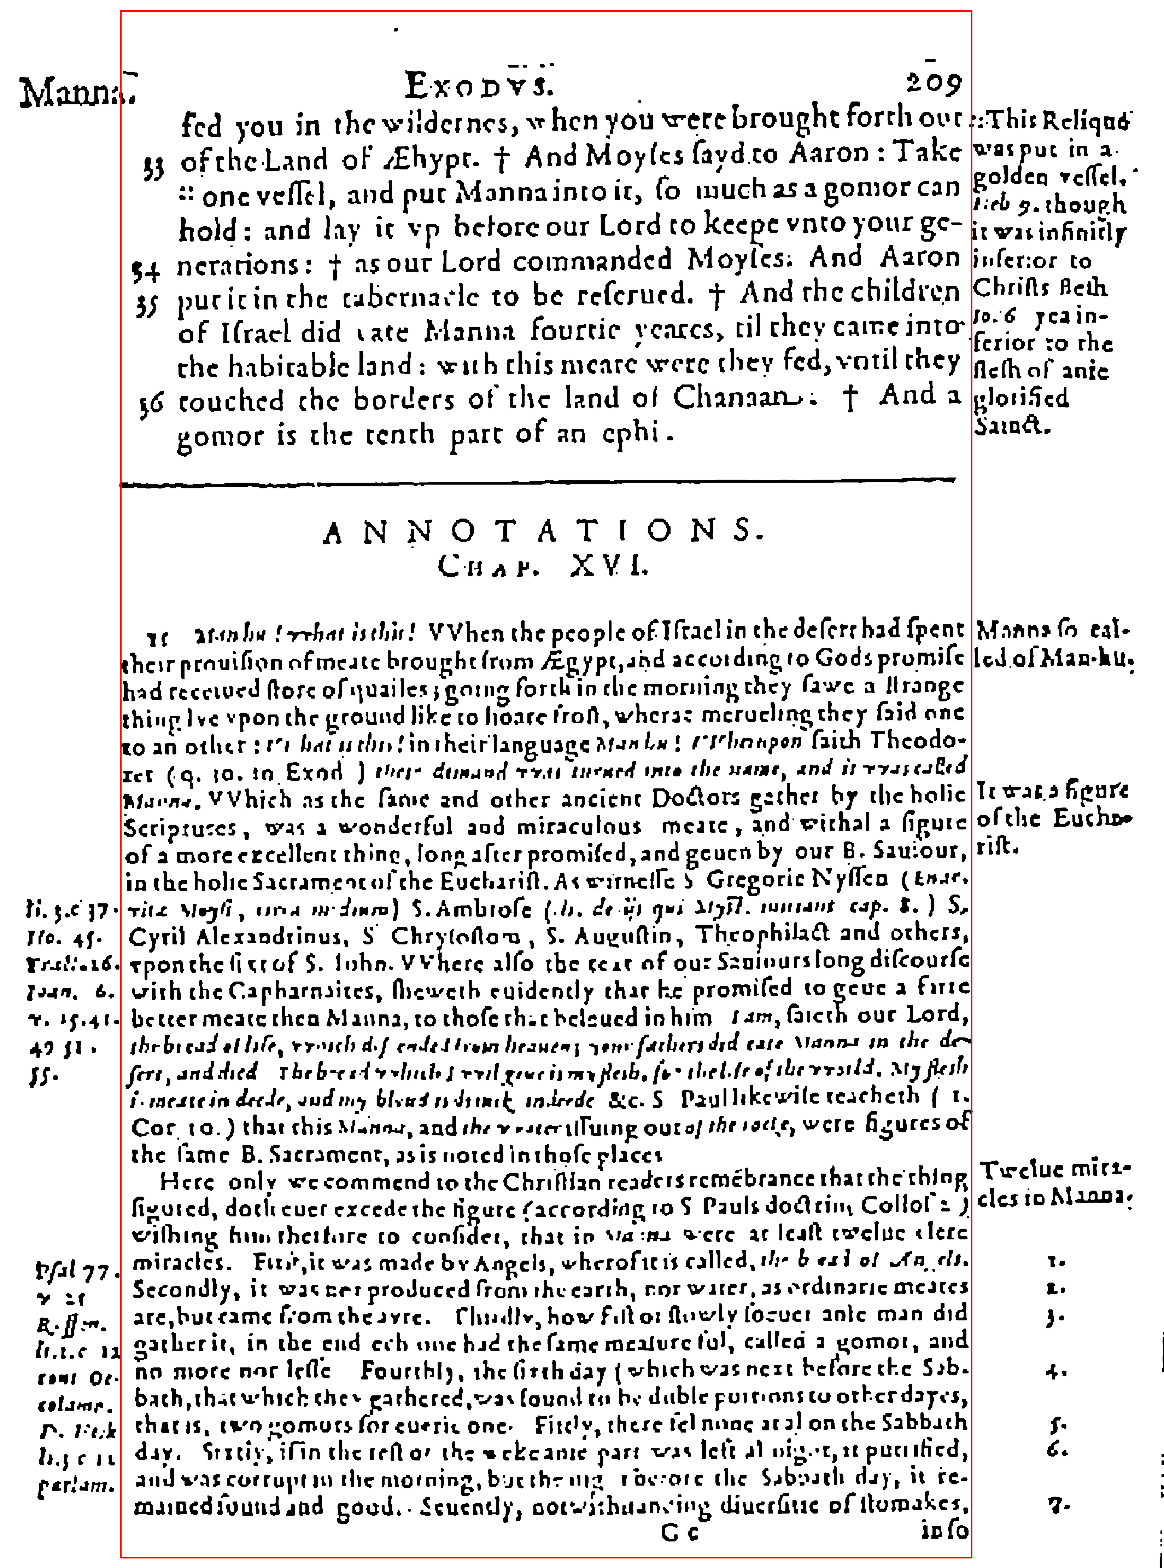 Manna. EXODVS. 209
fed you in the wildernes, when you were brought forth out
33 of the Land of Æhypt. † And Moyſes ſayd to Aaron : Take
:: one veſſel, and put Manna into it, ſo much as a gomor can
hold : and lay it vp before our Lord to keepe vnto your ge-
34 nerations : † as our Lord commanded Moyſes. And Aaron
35 put it in the tabernacle to be reſerued. † And the children
of Iſrael did eate Manna fourtie yeares, til they came into
the habitable land : with this meate were they fed, vntil they
36 touched the borders of the land of Chanaan. † And a
gomor is the tenth part of an ephi.
:: This Relique
was put in a
golden veſſel.
Heb 9. though
it was infinitly
inferior to
Chriſts fleſh
Io. 6 yea in-
ferior to the
fleſh of anie
glorified
Sainct.
ANNOTATIONS.
CHAP. XVI.
15 Manhu ! what is this ! VVhen the people of Iſrael in the deſert had ſpent
their prouiſion of meate brought from Ægypt, and according to Gods promiſe
had receiued ſtore of quailes ; going forth in the morning they ſawe a ſtrange
thing lye vpon the ground like to hoare froſt, wherat merueling they ſaid one
to an other : VVhat is this ! in their language Manhu ! VVherupon ſaith Theodo-
ret (q. 30. in Exod ) their demand was turned into the name, and it was called
Manna. VVhich as the ſame and other ancient Doctors gather by the holie
Scriptures, was a wonderful and miraculous meate, and withal a figure
of a more excellent thing, long after promiſed, and geuen by our B. Sauiour,
in the holie Sacrament of the Euchariſt. As witneſſe S Gregorie Nyſſen (Enar.
vitæ Moyſi, medium) S. Ambroſe (li. de ijs qui Myſt. initiant cap. 8.) S.
Cyril Alexandrinus, S Chryſoſtom, S. Auguſtin, Theophilact and others,
vpon the ſixt of S. Iohn. VVhere alſo the text of our Sauiours long diſcourſe
with the Capharnaites, ſheweth euidently that he promiſed to geue a farre
better meate then Manna, to thoſe that beleued in him I am, ſaieth our Lord,
the bread of life, which deſcended from heauen; your fathers did eate Manna in the de-
ſert, and died The bread which I wil geue is my fleſh, for the life of the world. My fleſh
is meate in deede, and my bloud is drink indeede &c. S Paul likewiſe teacheth ( 1.
Cor. 10.) that this Manna, and the water iſſuing out of the rocke, were figures of
the ſame B. Sacrament, as is noted in thoſe places
Manna ſo cal-
led of Man-hu.
It was a figure
of the Eucha-
riſt.
li. 3. c 37.
Ho. 45.
Tract. 26.
Ioan. 6.
v. 35. 41.
49 51.
55.
Here only we commend to the Chriſtian readers remēbrance that the thing
figured, doth euer excede the figure (according to S Pauls doctrin, Colloſ 2 )
wiſhing him therfore to conſider, that in Manna were at leaſt twelue clere
miracles. Firſt, it was made by Angels, wherof it is called, the bread of Angels.
Secondly, it was not produced from the earth, nor water, as ordinarie meates
are, but came from the ayre. Thirdly, how faſt or ſlowly ſoeuer anie man did
gather it, in the end ech one had the ſame meaſure ful, called a gomor, and
no more nor leſſe Fourthly, the ſixth day ( which was next before the Sab-
bath, that which they gathered, was found to be duble portions to other dayes,
that is, two gomors for euerie one. Fifty, there fel none at al on the Sabbath
day. Sixtly, if in the reſt of the weke anie part was left al night, it putrified,
and was corrupt in the morning, but the night before the Sabbath day, it re-
mained ſound and good. Seuently, notwithſtanding diuerſitie of ſtomakes,
Twelue mira-
cles in Manna.
1.
2.
3.
4.
5.
6.
7.
Pſal 77.
v 25
Ruffin.
li. 1. c 12
cont Or-
P.
li. 3 c 11
G c inſo